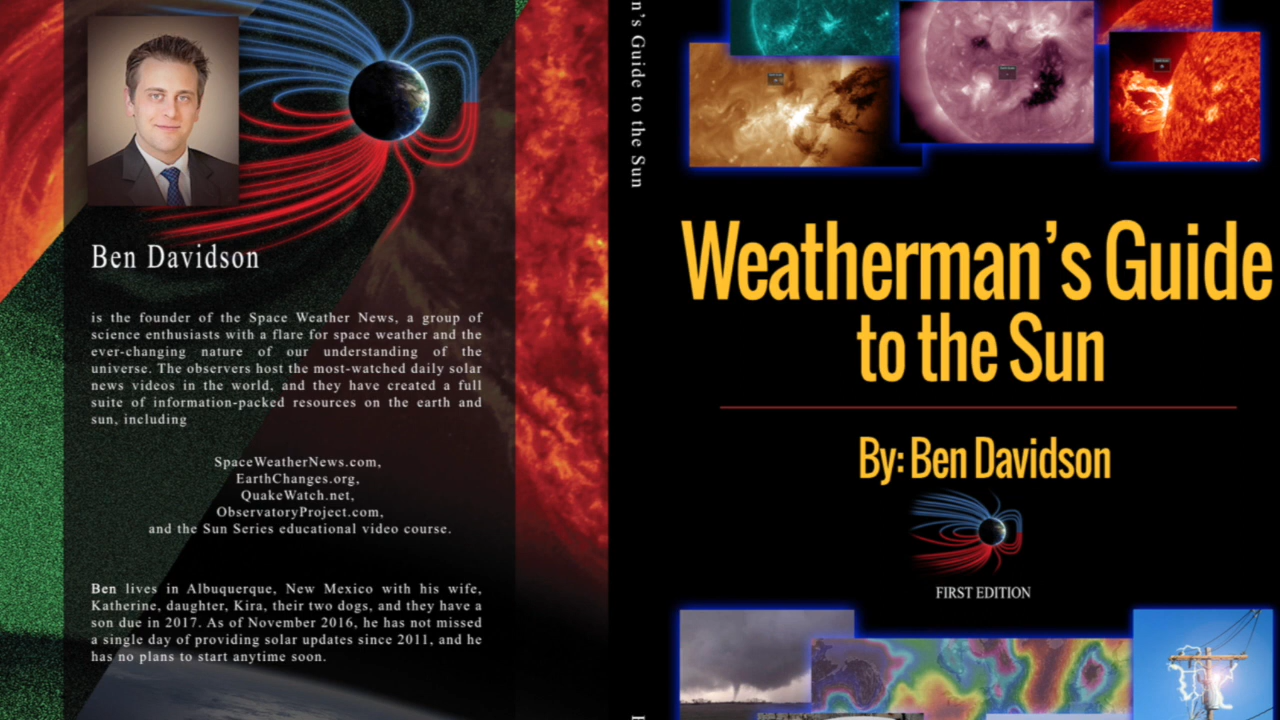 Ben Davidson
is the founder of the Space Weather News, a group of
science enthusiasts with a flare for space weather and the
ever-changing nature of our understanding of the
universe. The observers host the most-watched daily solar
news videos in the world, and they have created a full
suite of information-packed resources on the earth and
sun, including
SpaceWeatherNews.com,
EarthChanges.org,
QuakeWatch.net,
ObservatoryProject.com,
and the Sun Series educational video course.
Ben lives in Albuquerque, New Mexico with his wife,
Katherine, daughter, Kira, their two dogs, and they have a
son due in 2017. As of November 2016, he has not missed
a single day of providing solar updates since 2011, and he
has no plans to start anytime soon.
n's Guide to the Sun
Weatherman's Guide
to the Sun
By: Ben Davidson
FIRST EDITION